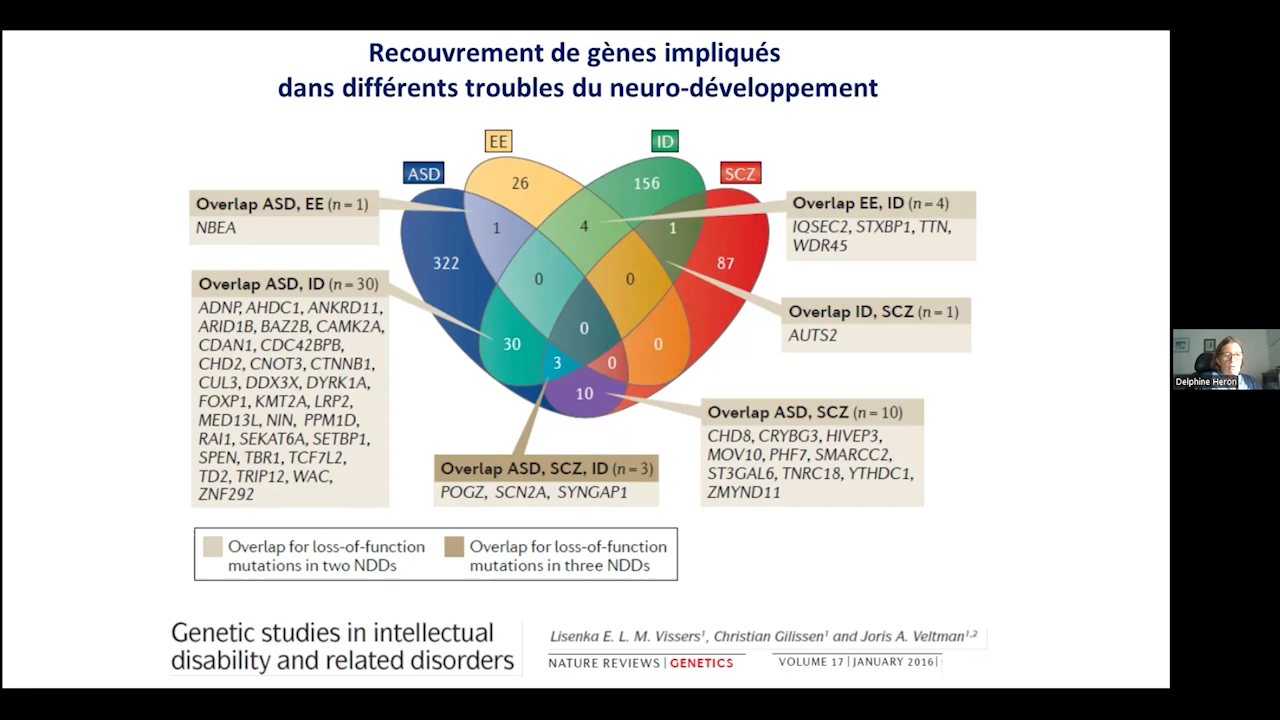 Recouvrement de gènes impliqués
dans différents troubles du neuro-développement
EE
ID
ASD
SCZ
26
156
322
1
4
1
87
0
0
30
0
0
3
0
10
Overlap ASD, EE (n = 1)
NBEA
Overlap ASD, ID (n = 30)
ADNP, AHDC1, ANKRD11,
ARID1B, BAZ2B, CAMK2A,
CDAN1, CDC42BPB,
CHD2, CNOT3, CTNNB1,
CUL3, DDX3X, DYRK1A,
FOXP1, KMT2A, LRP2,
MED13L, NIN, PPM1D,
RAI1, SEKAT6A, SETBP1,
SPEN, TBR1, TCF7L2,
TD2, TRIP12, WAC,
ZNF292
Overlap EE, ID (n = 4)
IQSEC2, STXBP1, TTN,
WDR45
Overlap ID, SCZ (n = 1)
AUTS2
Overlap ASD, SCZ (n = 10)
CHD8, CRYBG3, HIVEP3,
MOV10, PHF7, SMARCC2,
ST3GAL6, TNRC18, YTHDC1,
ZMYND11
Overlap ASD, SCZ, ID (n = 3)
POGZ, SCN2A, SYNGAP1
Overlap for loss-of-function
mutations in two NDDs
Overlap for loss-of-function
mutations in three NDDs
Genetic studies in intellectual
disability and related disorders
Lisenka E. L. M. Vissers¹, Christian Gilissen¹ and Joris A. Veltman¹,²
NATURE REVIEWS | GENETICS
VOLUME 17 | JANUARY 2016 |
Delphine Heron